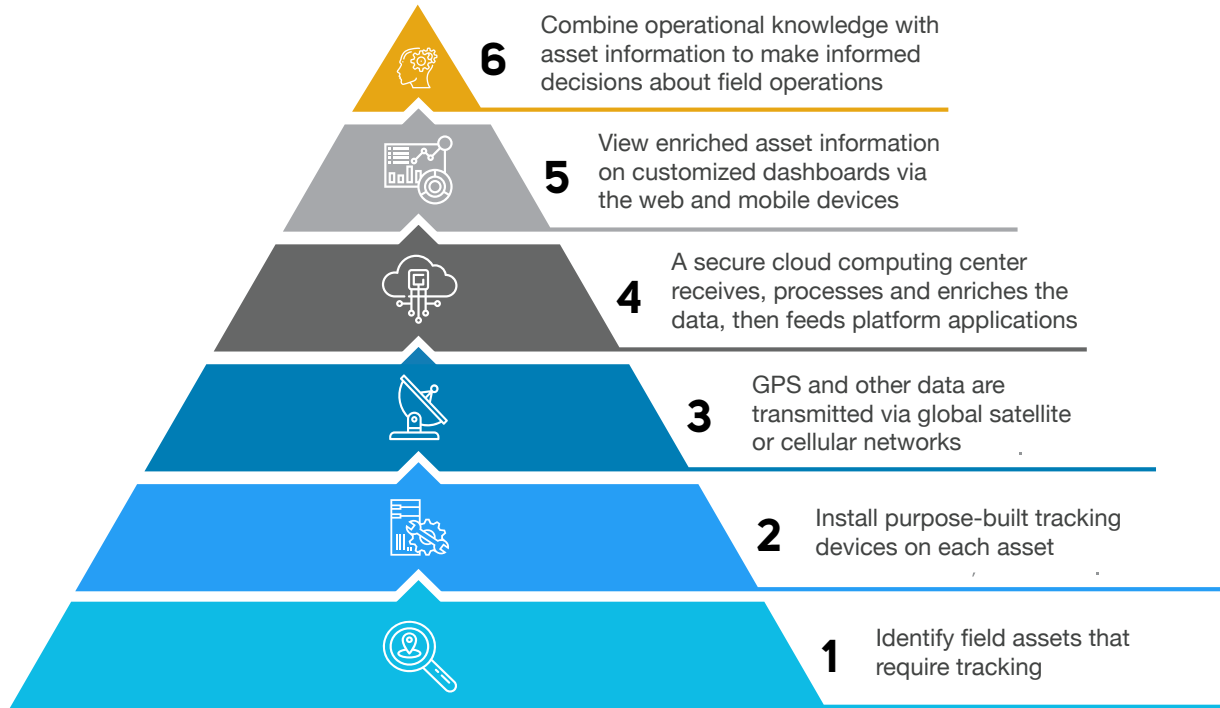 6
Combine operational knowledge with
asset information to make informed
decisions about field operations
5
View enriched asset information
on customized dashboards via
the web and mobile devices
4
A secure cloud computing center
receives, processes and enriches the
data, then feeds platform applications
3
GPS and other data are
transmitted via global satellite
or cellular networks
2
Install purpose-built tracking
devices on each asset
1
Identify field assets that
require tracking